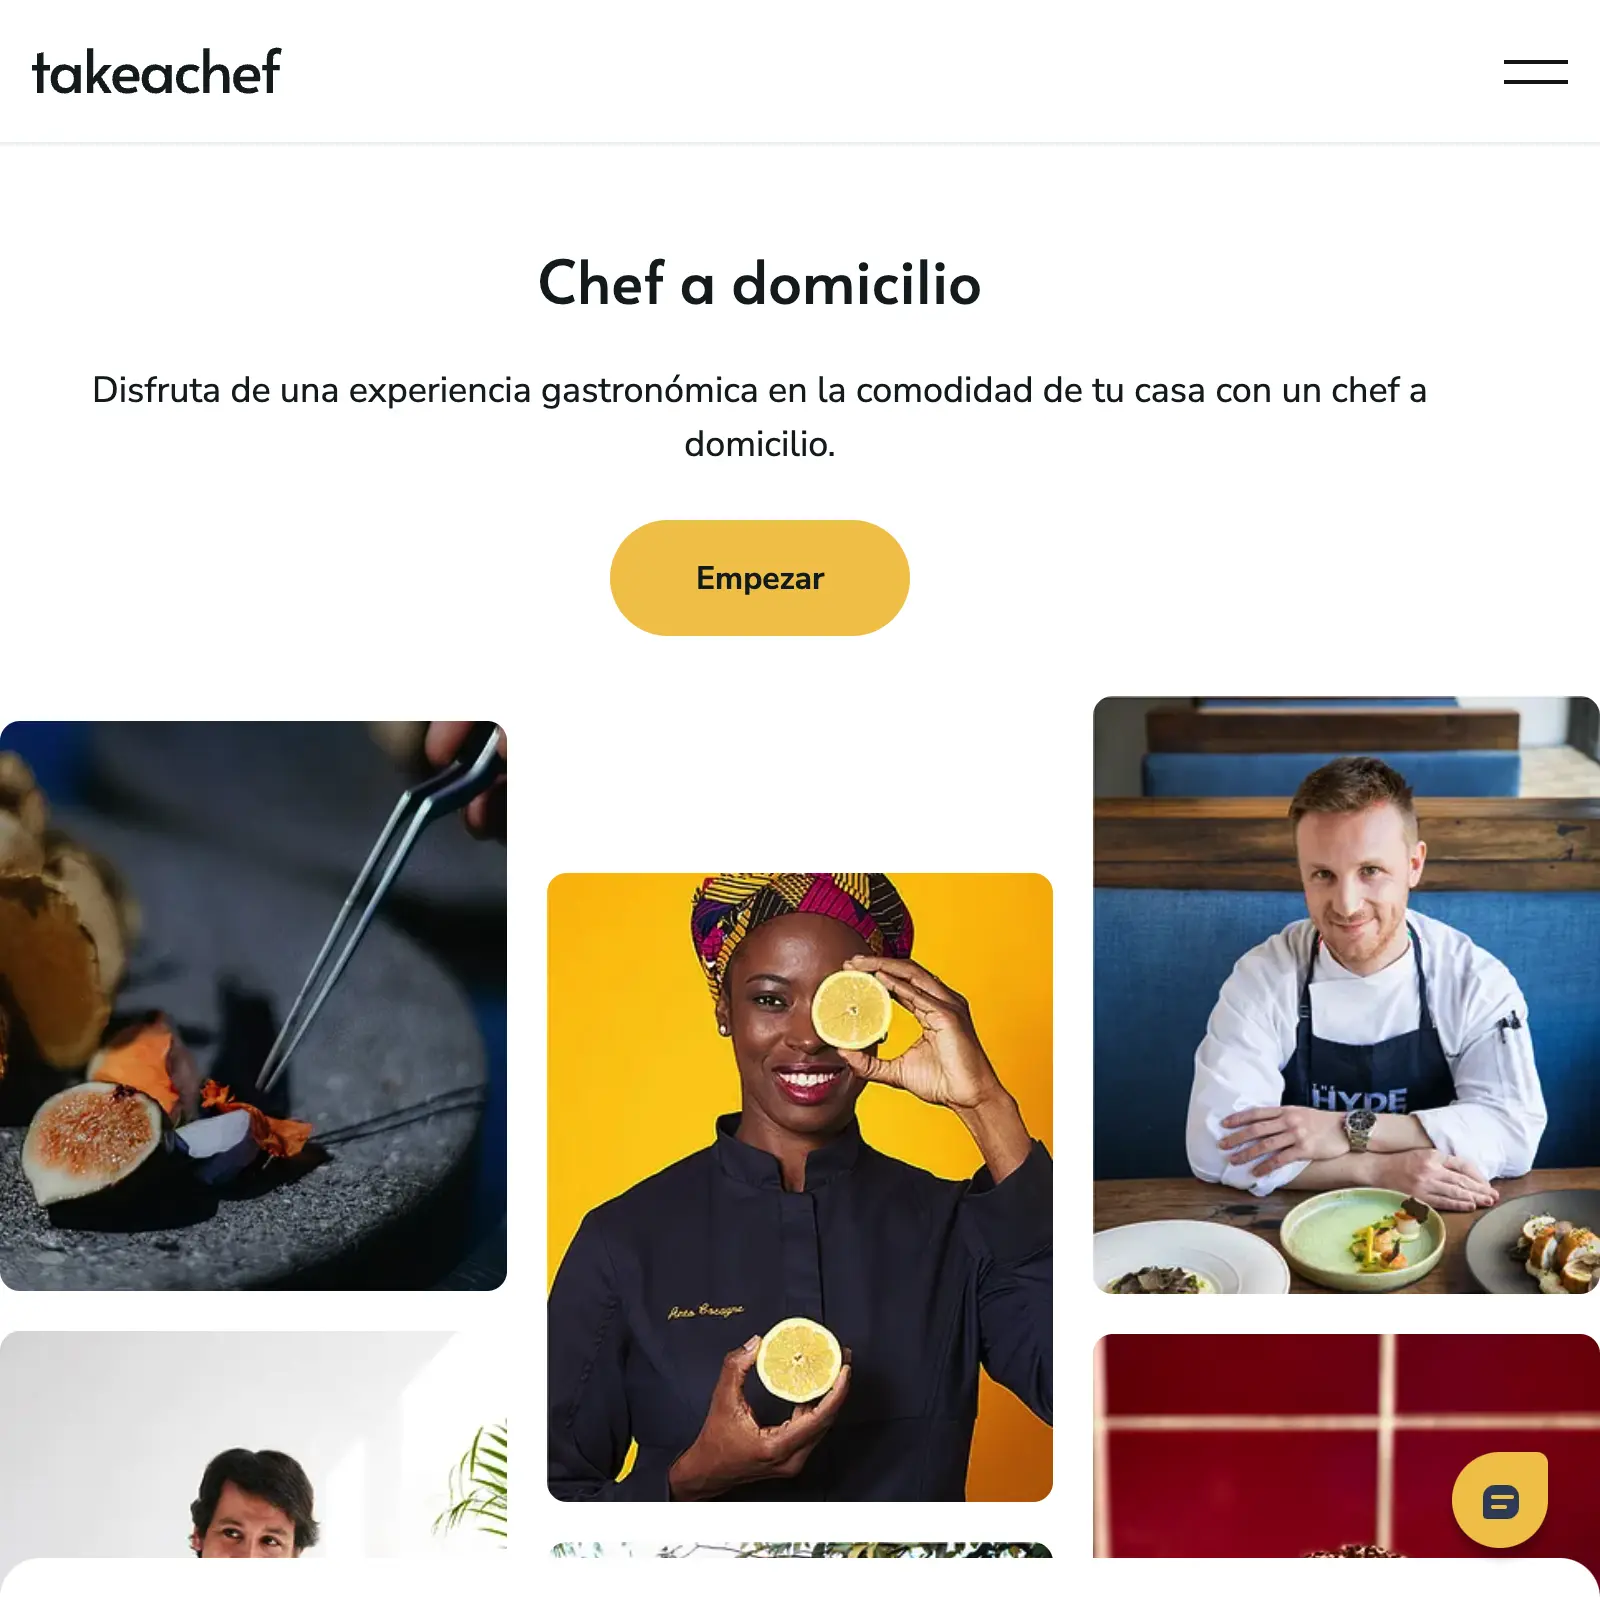 takeachef
Chef a domicilio
Disfruta de una experiencia gastronómica en la comodidad de tu casa con un chef a
domicilio.
Empezar
THE
HYDE